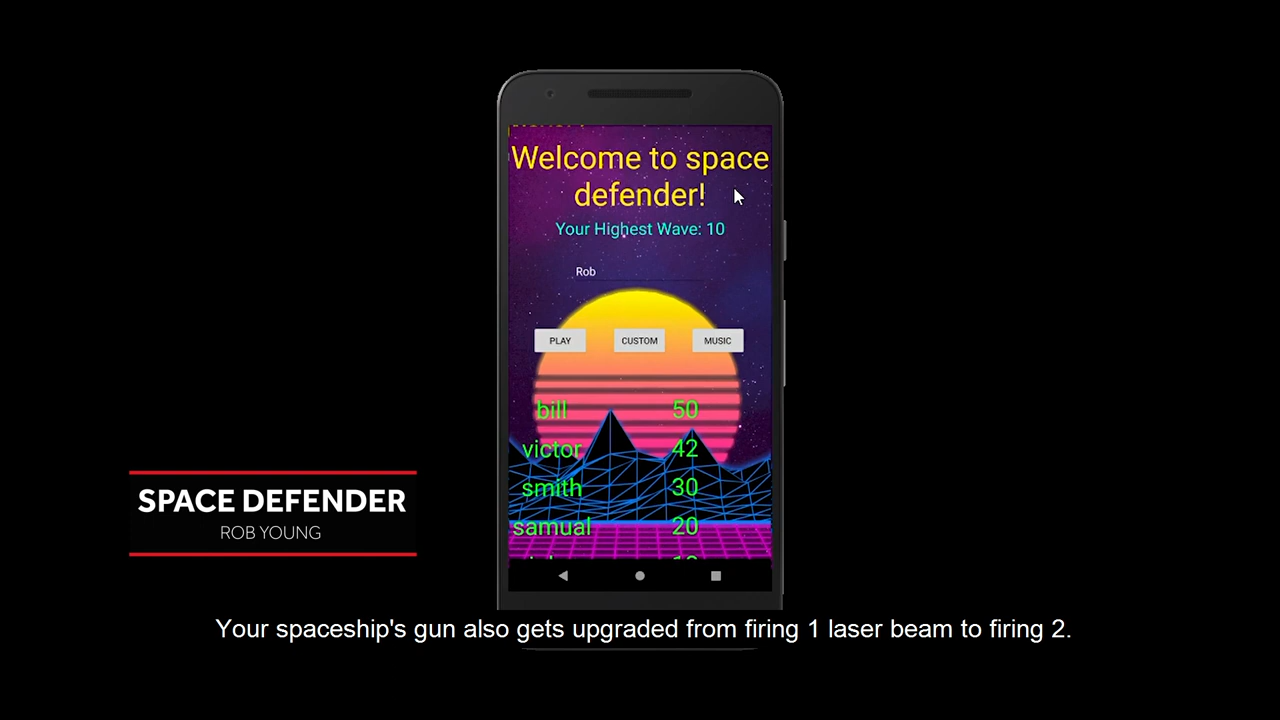 Welcome to space
defender!
Your Highest Wave: 10
Rob
PLAY CUSTOM MUSIC
bill 50
victor 42
smith 30
samual 20
SPACE DEFENDER
ROB YOUNG
Your spaceship's gun also gets upgraded from firing 1 laser beam to firing 2.